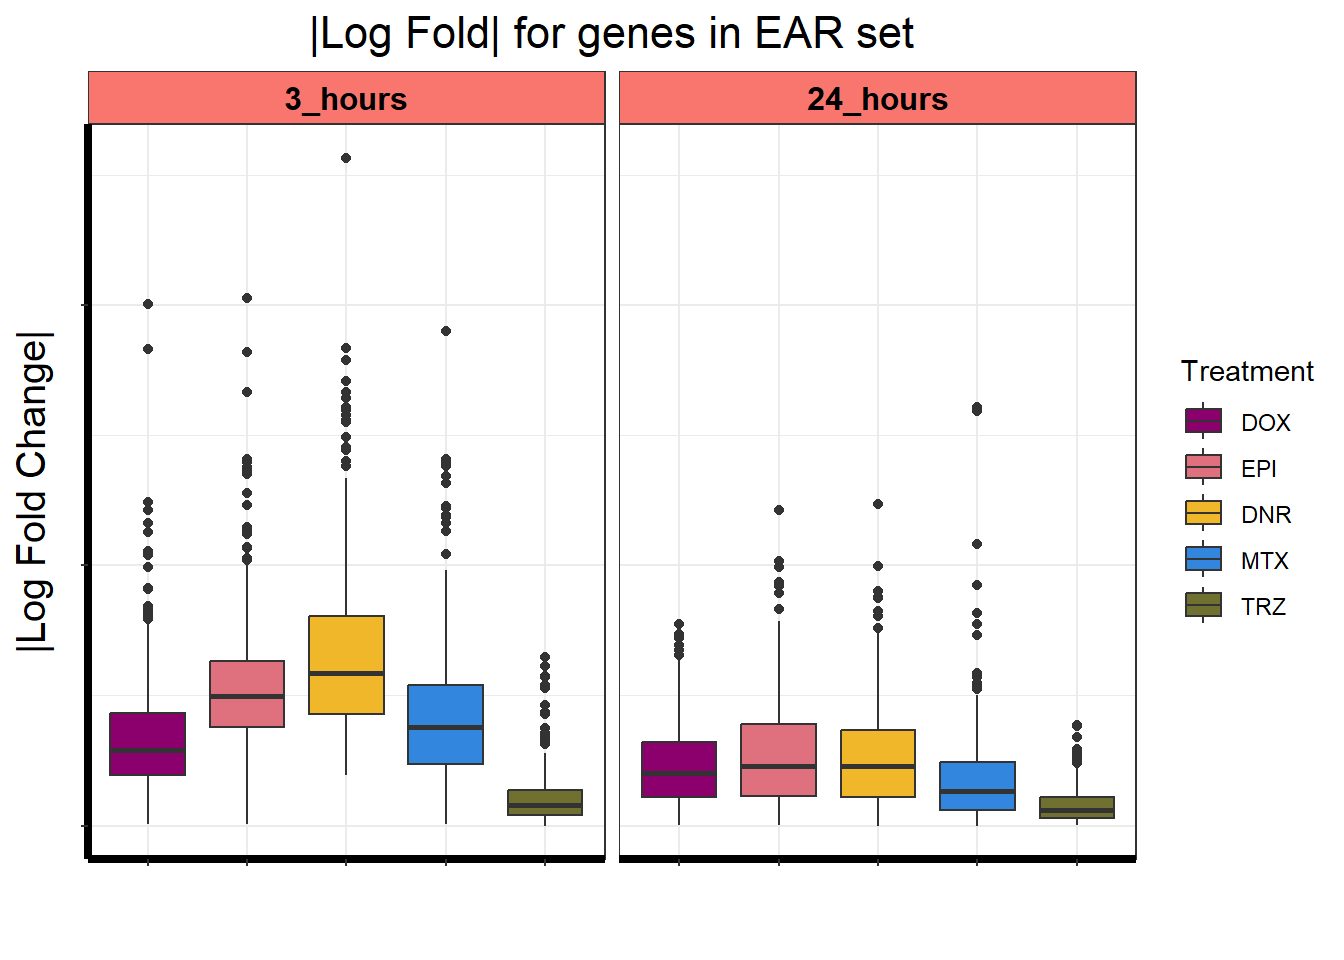 |Log Fold| for genes in EAR set
3_hours
24_hours
|Log Fold Change|
Treatment
DOX
EPI
DNR
MTX
TRZ